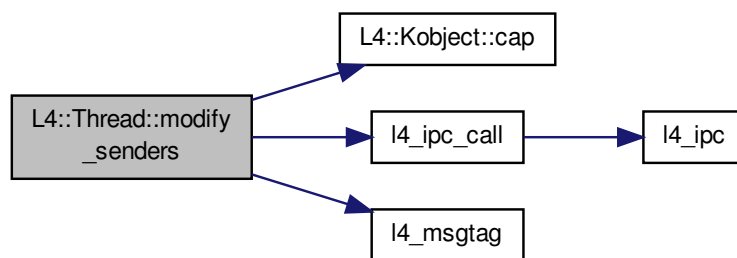 L4::Thread::modify
_senders
L4::Kobject::cap
l4_ipc_call
l4_ipc
l4_msgtag